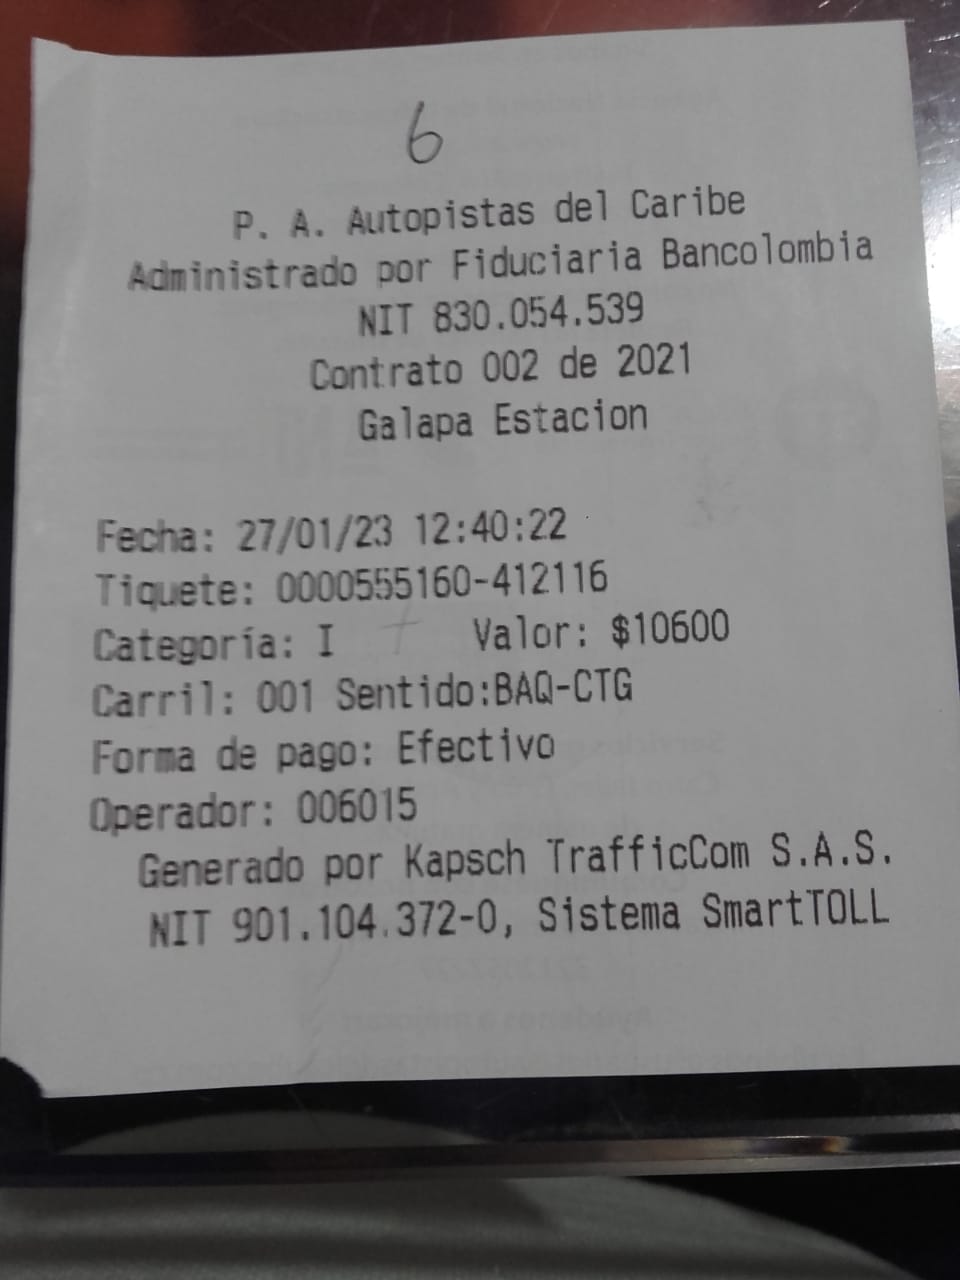 6
P. A. Autopistas del Caribe
Administrado por Fiduciaria Bancolombia
NIT 830.054.539
Contrato 002 de 2021
Galapa Estacion
Fecha: 27/01/23 12:40:22
Tiquete: 0000555160-412116
Categoría: I Valor: $10600
Carril: 001 Sentido:BAQ-CTG
Forma de pago: Efectivo
Operador: 006015
Generado por Kapsch TrafficCom S.A.S.
NIT 901.104.372-0, Sistema SmartTOLL